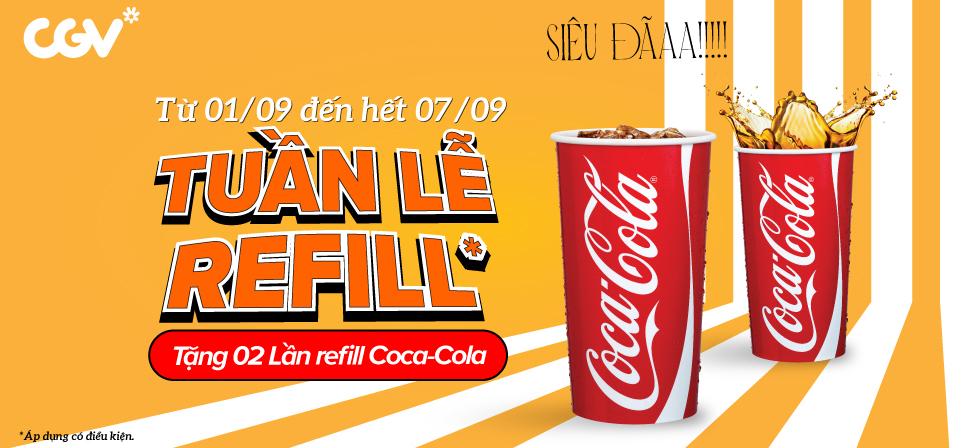 CGV*
SIÊU ĐÃAA!!!!!
Từ 01/09 đến hết 07/09
TUẦN LỄ
REFILL*
Tặng 02 Lần refill Coca-Cola
Coca-Cola
Coca-Cola
*Áp dụng có điều kiện.